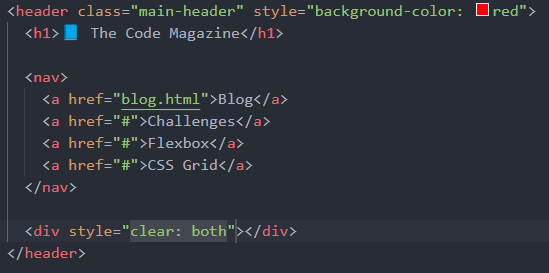 <header class="main-header" style="background-color: red">
<h1>📘 The Code Magazine</h1>
<nav>
<a href="blog.html">Blog</a>
<a href="#">Challenges</a>
<a href="#">Flexbox</a>
<a href="#">CSS Grid</a>
</nav>
<div style="clear: both"></div>
</header>